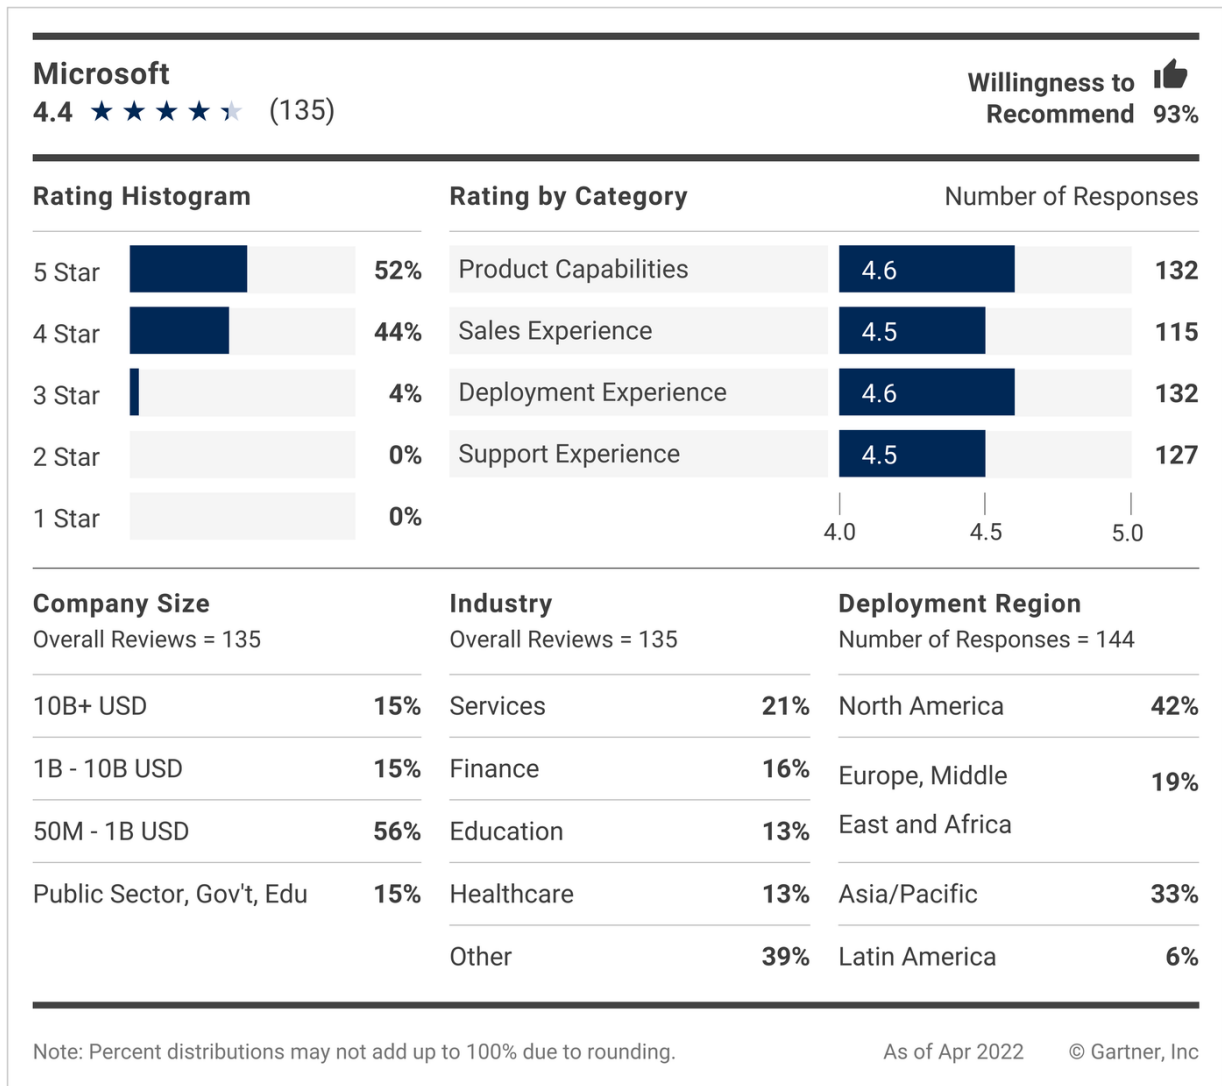 Microsoft
4.4 ★ ★ ★ ★ ★ (135)
Willingness to
Recommend 93%
Rating Histogram
5 Star 52%
4 Star 44%
3 Star 4%
2 Star 0%
1 Star 0%
Rating by Category Number of Responses
Product Capabilities 4.6 132
Sales Experience 4.5 115
Deployment Experience 4.6 132
Support Experience 4.5 127
4.0 4.5 5.0
Company Size
Overall Reviews = 135
10B+ USD 15%
1B - 10B USD 15%
50M - 1B USD 56%
Public Sector, Gov't, Edu 15%
Industry
Overall Reviews = 135
Services 21%
Finance 16%
Education 13%
Healthcare 13%
Other 39%
Deployment Region
Number of Responses = 144
North America 42%
Europe, Middle 19%
East and Africa
Asia/Pacific 33%
Latin America 6%
Note: Percent distributions may not add up to 100% due to rounding. As of Apr 2022 © Gartner, Inc